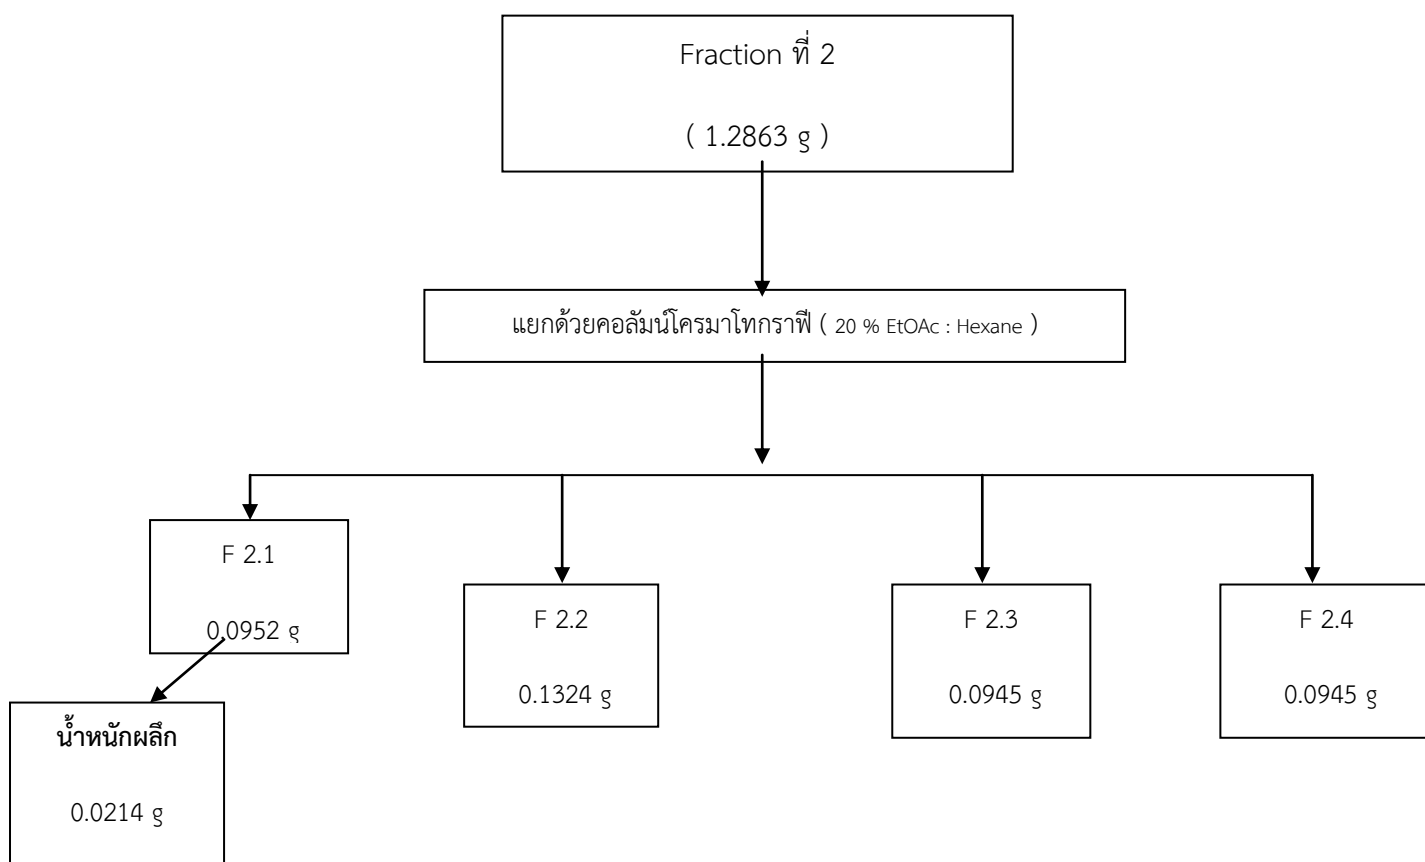 Fraction ที่ 2
( 1.2863 g )
แยกด้วยคอลัมน์โครมาโทกราฟี ( 20 % EtOAc : Hexane )
F 2.1
0.0952 g
F 2.2
0.1324 g
F 2.3
0.0945 g
F 2.4
0.0945 g
น้ำหนักผลึก
0.0214 g